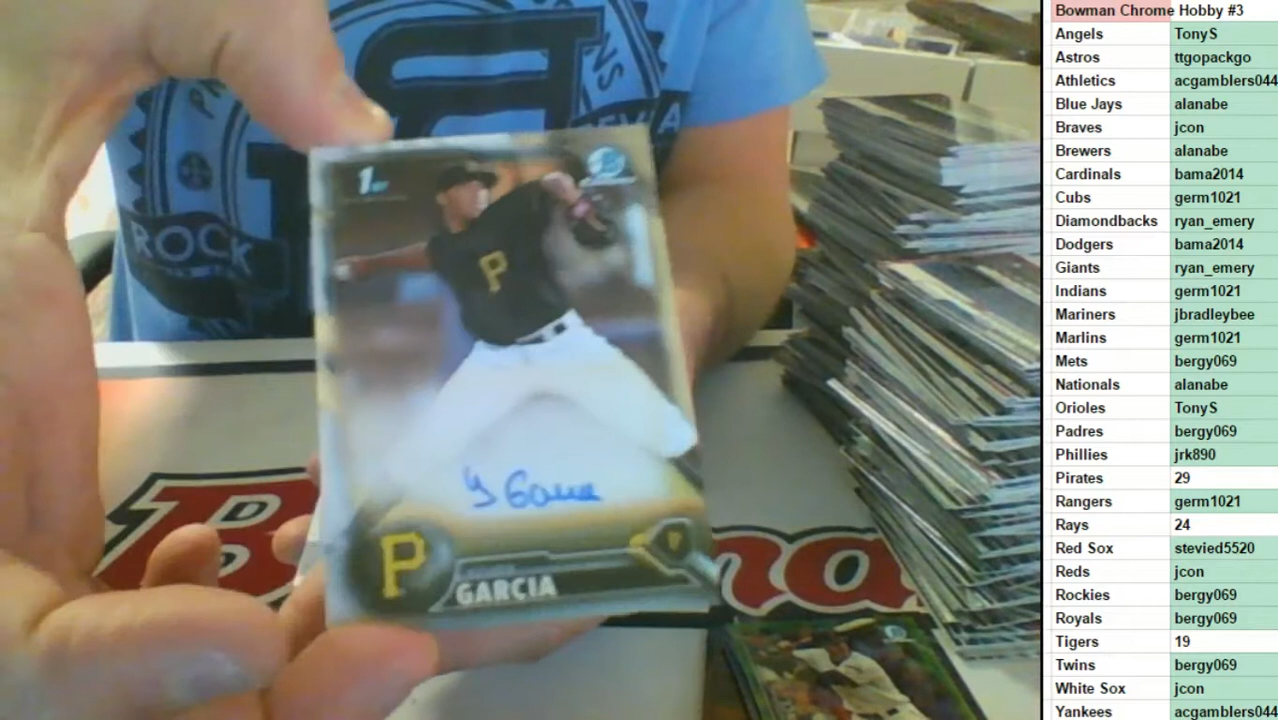 Bowman Chrome Hobby #3
Angels TonyS
Astros ttgopackgo
Athletics acgamblers044
Blue Jays alanabe
Braves jcon
Brewers alanabe
Cardinals bama2014
Cubs germ1021
Diamondbacks ryan_emery
Dodgers bama2014
Giants ryan_emery
Indians germ1021
Mariners jbradleybee
Marlins germ1021
Mets bergy069
Nationals alanabe
Orioles TonyS
Padres bergy069
Phillies jrk890
Pirates 29
Rangers germ1021
Rays 24
Red Sox stevied5520
Reds jcon
Rockies bergy069
Royals bergy069
Tigers 19
Twins bergy069
White Sox jcon
Yankees acgamblers044
ROCK
1st
P
P
GARCIA